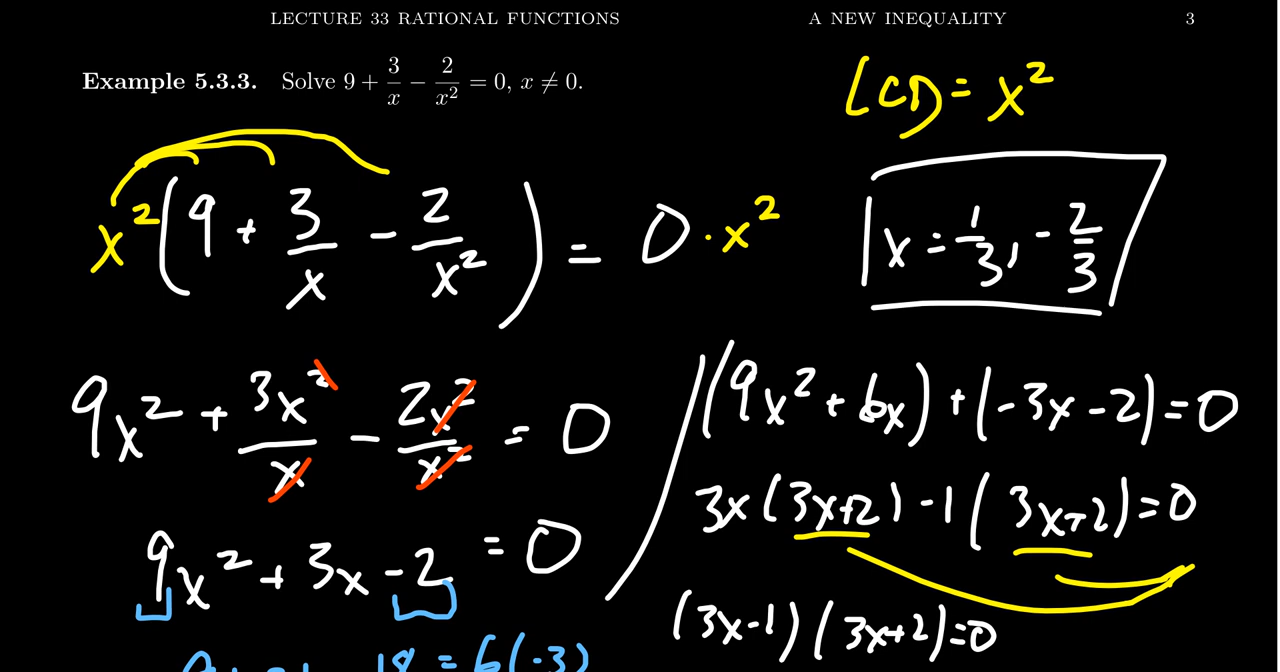 LECTURE 33 RATIONAL FUNCTIONS A NEW INEQUALITY 3
Example 5.3.3. Solve 9 + 3/x − 2/x² = 0, x ≠ 0.
LCD = x²
x²(9 + 3/x − 2/x²) = 0 · x²
x = 1/3, −2/3
9x² + 3x²/x − 2x²/x² = 0
9x² + 3x − 2 = 0
18 = 6(-3)
(9x² + 6x) + (−3x − 2) = 0
3x(3x+2) − 1(3x+2) = 0
(3x−1)(3x+2) = 0